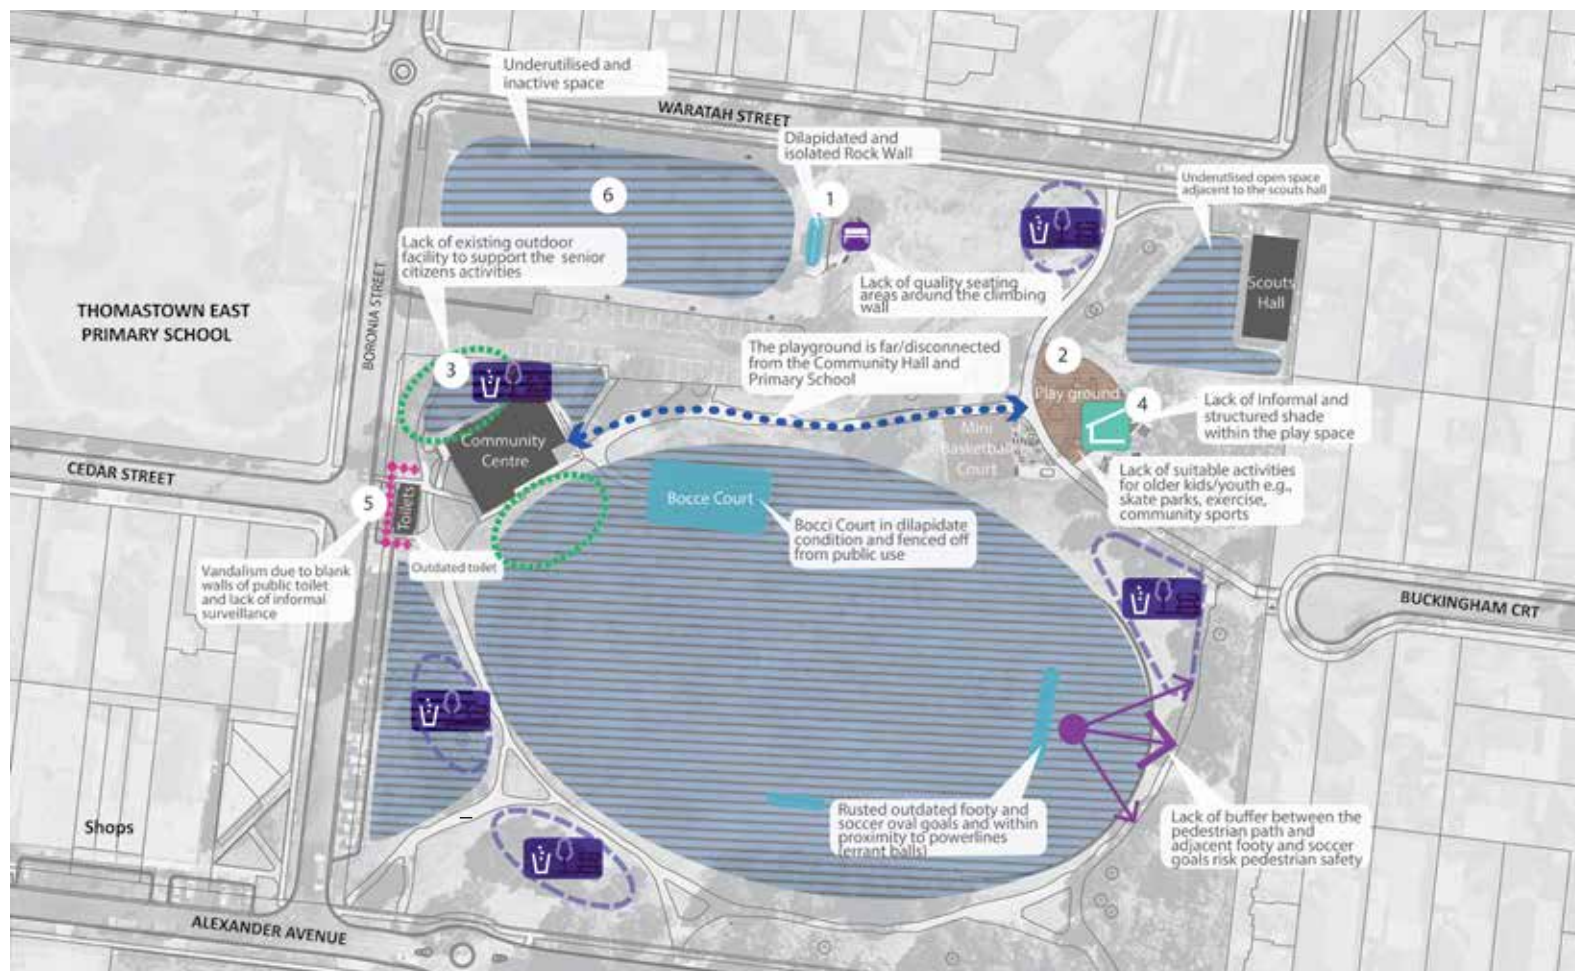 Underutilised and
inactive space
WARATAH STREET
Dilapidated and
isolated Rock Wall
Underutlised open space
adjacent to the scouts hall
6
1
Lack of existing outdoor
facility to support the senior
citizens activities
Lack of quality seating
areas around the climbing
wall
Scouts
Hall
THOMASTOWN EAST
PRIMARY SCHOOL
BORONIA STREET
The playground is far/disconnected
from the Community Hall and
Primary School
2
3
Play ground
4
Lack of Informal and
structured shade
within the play space
Community
Centre
Mini
Basketball
Court
CEDAR STREET
Lack of suitable activities
for older kids/youth e.g.,
skate parks, exercise,
community sports
5
Toilets
Bocce Court
Bocci Court in dilapidate
condition and fenced off
from public use
Outdated toilet
Vandalism due to blank
walls of public toilet
and lack of informal
surveillance
BUCKINGHAM CRT
Rusted outdated footy and
soccer oval goals and within
proximity to powerlines
(errant balls)
Lack of buffer between the
pedestrian path and
adjacent footy and soccer
goals risk pedestrian safety
Shops
ALEXANDER AVENUE